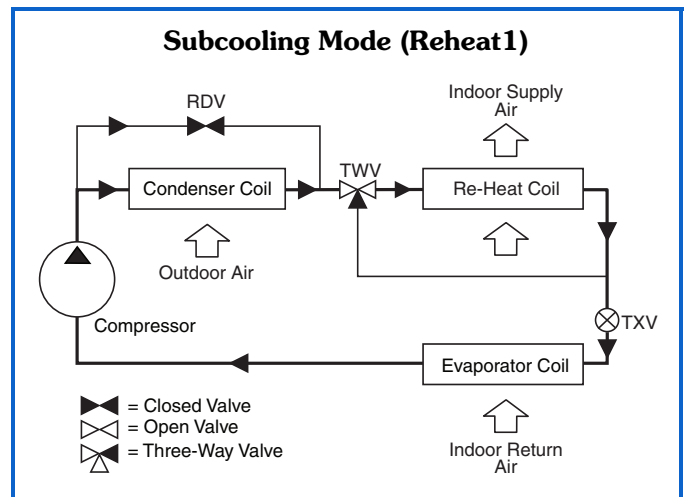 Subcooling Mode (Reheat1)
RDV
Indoor Supply
Air
TWV
Condenser Coil
Re-Heat Coil
Outdoor Air
Compressor
TXV
Evaporator Coil
= Closed Valve
= Open Valve
= Three-Way Valve
Indoor Return
Air